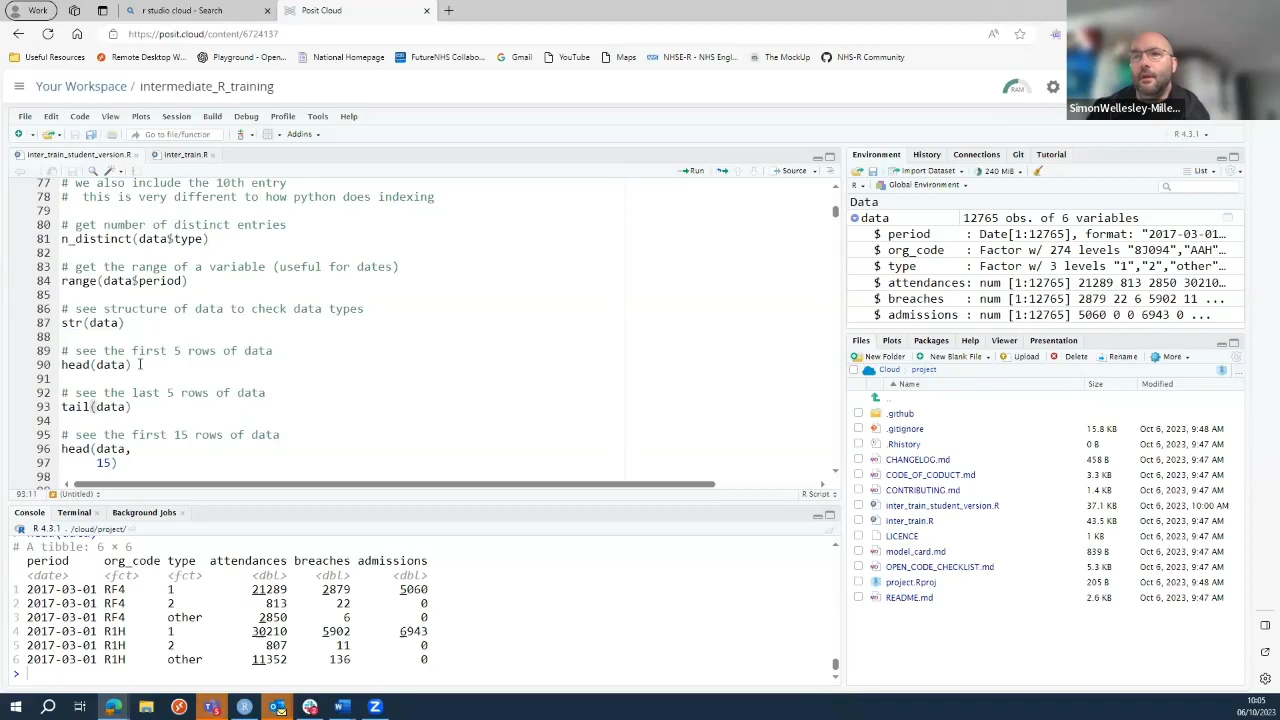 Work
r studio cloud - Search
Posit Cloud
https://posit.cloud/content/6724137
Useful Resources
Remote Desktop W...
Playground - Open...
National Homepage
FutureNHS Collabo...
Gmail
YouTube
Maps
NHSE-R - NHS Engl...
The MockUp
NHS-R Community
Your Workspace / intermediate_R_training
RAM
SimonWellesley-Mille...
File Edit Code View Plots Session Build Debug Profile Tools Help
Go to file/function
Addins
R 4.3.1
inter_train_student_version.R
inter_train.R
Run
Source
77 # we also include the 10th entry
78 #  this is very different to how python does indexing
79
80 # get number of distinct entries
81 n_distinct(data$type)
82
83 # get the range of a variable (useful for dates)
84 range(data$period)
85
86 # see structure of data to check data types
87 str(data)
88
89 # see the first 5 rows of data
90 head(data)
91
92 # see the last 5 rows of data
93 tail(data)
94
95 # see the first 15 rows of data
96 head(data,
97 15)
98
93:11 (Untitled) R Script
Console Terminal Background Jobs
R 4.3.1 . /cloud/project/
# A tibble: 6 × 6
period org_code type attendances breaches admissions
<date> <fct> <fct> <dbl> <dbl> <dbl>
1 2017-03-01 RF4 1 21289 2879 5060
2 2017-03-01 RF4 2 813 22 0
3 2017-03-01 RF4 other 2850 6 0
4 2017-03-01 R1H 1 30210 5902 6943
5 2017-03-01 R1H 2 807 11 0
6 2017-03-01 R1H other 11352 136 0
>
Environment History Connections Git Tutorial
Import Dataset 240 MiB List
R Global Environment
Data
data 12765 obs. of 6 variables
$ period : Date[1:12765], format: "2017-03-01…
$ org_code : Factor w/ 274 levels "8J094","AAH"…
$ type : Factor w/ 3 levels "1","2","other"…
$ attendances: num [1:12765] 21289 813 2850 30210…
$ breaches : num [1:12765] 2879 22 6 5902 11 ...
$ admissions : num [1:12765] 5060 0 0 6943 0 ...
Files Plots Packages Help Viewer Presentation
New Folder New Blank File Upload Delete Rename More
Cloud project
Name Size Modified
..
.github
.gitignore 15.8 KB Oct 6, 2023, 9:48 AM
.Rhistory 0 B Oct 6, 2023, 9:47 AM
CHANGELOG.md 458 B Oct 6, 2023, 9:47 AM
CODE_OF_CODUCT.md 3.3 KB Oct 6, 2023, 9:47 AM
CONTRIBUTING.md 1.4 KB Oct 6, 2023, 9:47 AM
inter_train_student_version.R 37.1 KB Oct 6, 2023, 10:00 AM
inter_train.R 43.5 KB Oct 6, 2023, 9:47 AM
LICENCE 1 KB Oct 6, 2023, 9:47 AM
model_card.md 839 B Oct 6, 2023, 9:47 AM
OPEN_CODE_CHECKLIST.md 5.3 KB Oct 6, 2023, 9:47 AM
project.Rproj 205 B Oct 6, 2023, 9:48 AM
README.md 2.6 KB Oct 6, 2023, 9:47 AM
10:05
06/10/2023